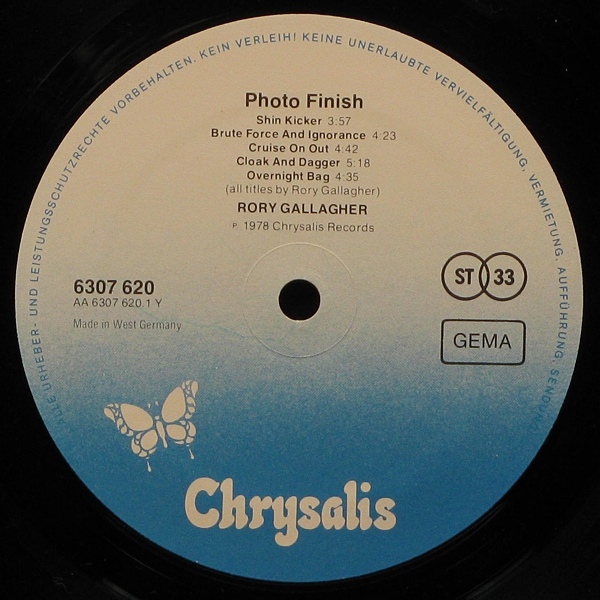 ALLE URHEBER- UND LEISTUNGSSCHUTZRECHTE VORBEHALTEN. KEIN VERLEIH! KEINE UNERLAUBTE VERVIELFÄLTIGUNG, VERMIETUNG, AUFFÜHRUNG, SENDUNG
Photo Finish
Shin Kicker 3:57
Brute Force And Ignorance 4:23
Cruise On Out 4:42
Cloak And Dagger 5:18
Overnight Bag 4:35
(all titles by Rory Gallagher)
RORY GALLAGHER
℗ 1978 Chrysalis Records
6307 620
AA 6307 620.1 Y
Made in West Germany
ST 33
GEMA
Chrysalis